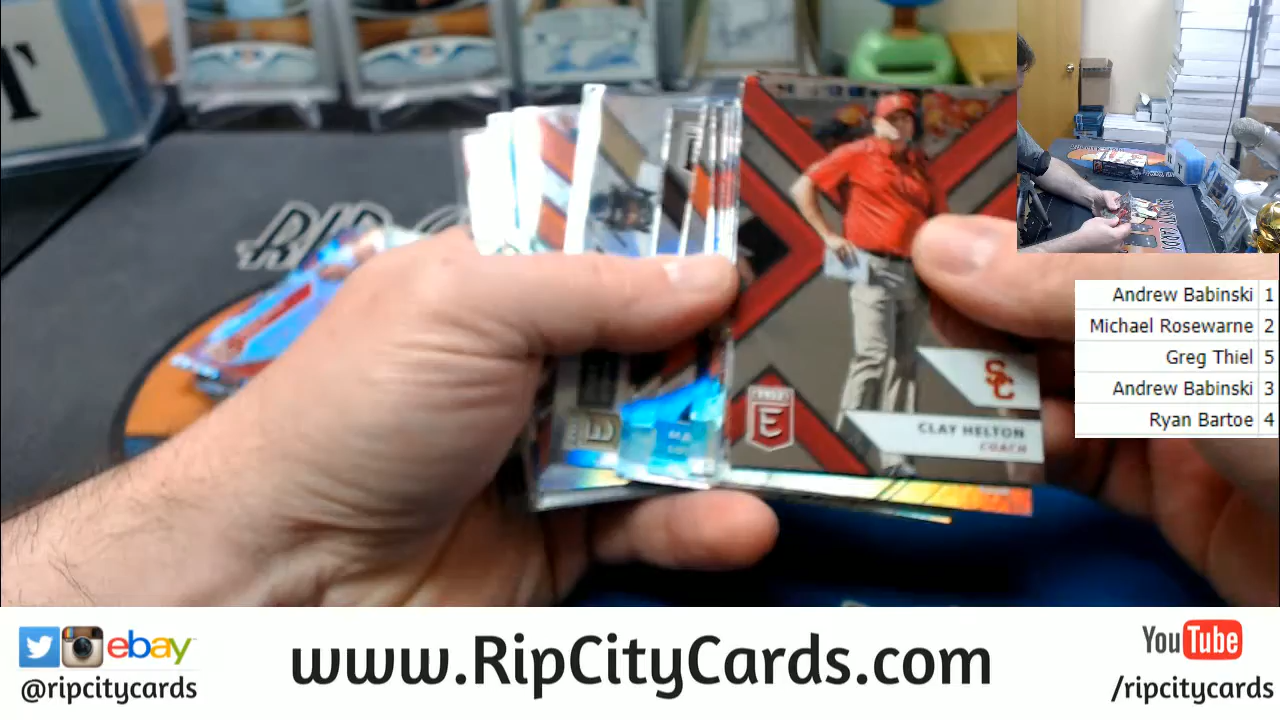 T
RIP
SC
CLAY HELTON
COACH
E
E
Andrew Babinski 1
Michael Rosewarne 2
Greg Thiel 5
Andrew Babinski 3
Ryan Bartoe 4
ebay
@ripcitycards
www.RipCityCards.com
YouTube
/ripcitycards